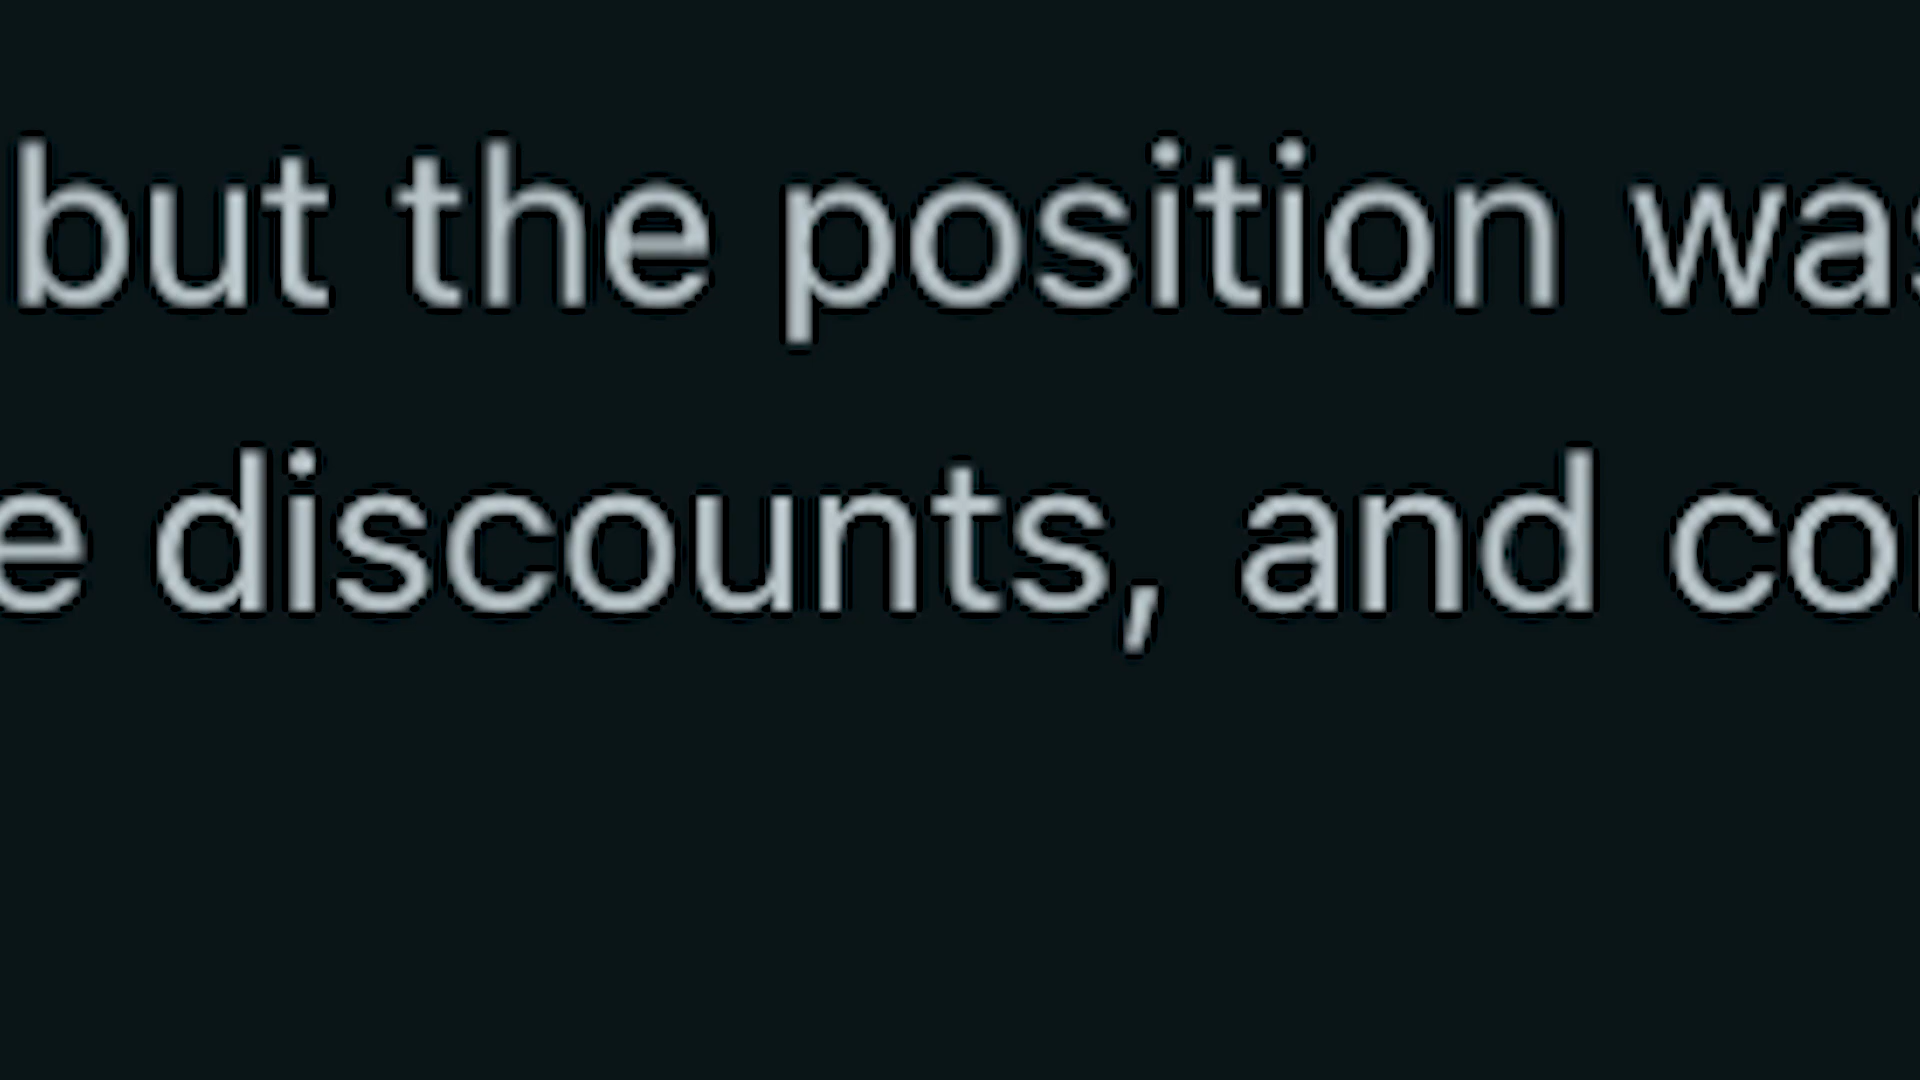 but the position was
e discounts, and co